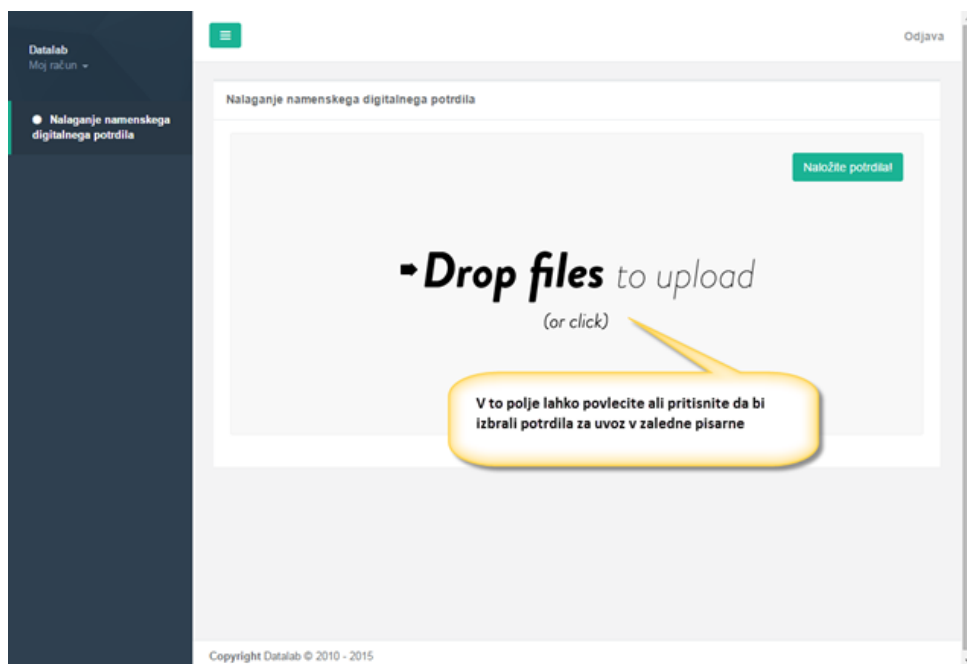 Datalab
Moj račun
Odjava
Nalaganje namenskega
digitalnega potrdila
Nalaganje namenskega digitalnega potrdila
Naložite potrdila!
Drop files to upload
(or click)
V to polje lahko povlecite ali pritisnite da bi
izbrali potrdila za uvoz v zaledne pisarne
Copyright Datalab © 2010 - 2015